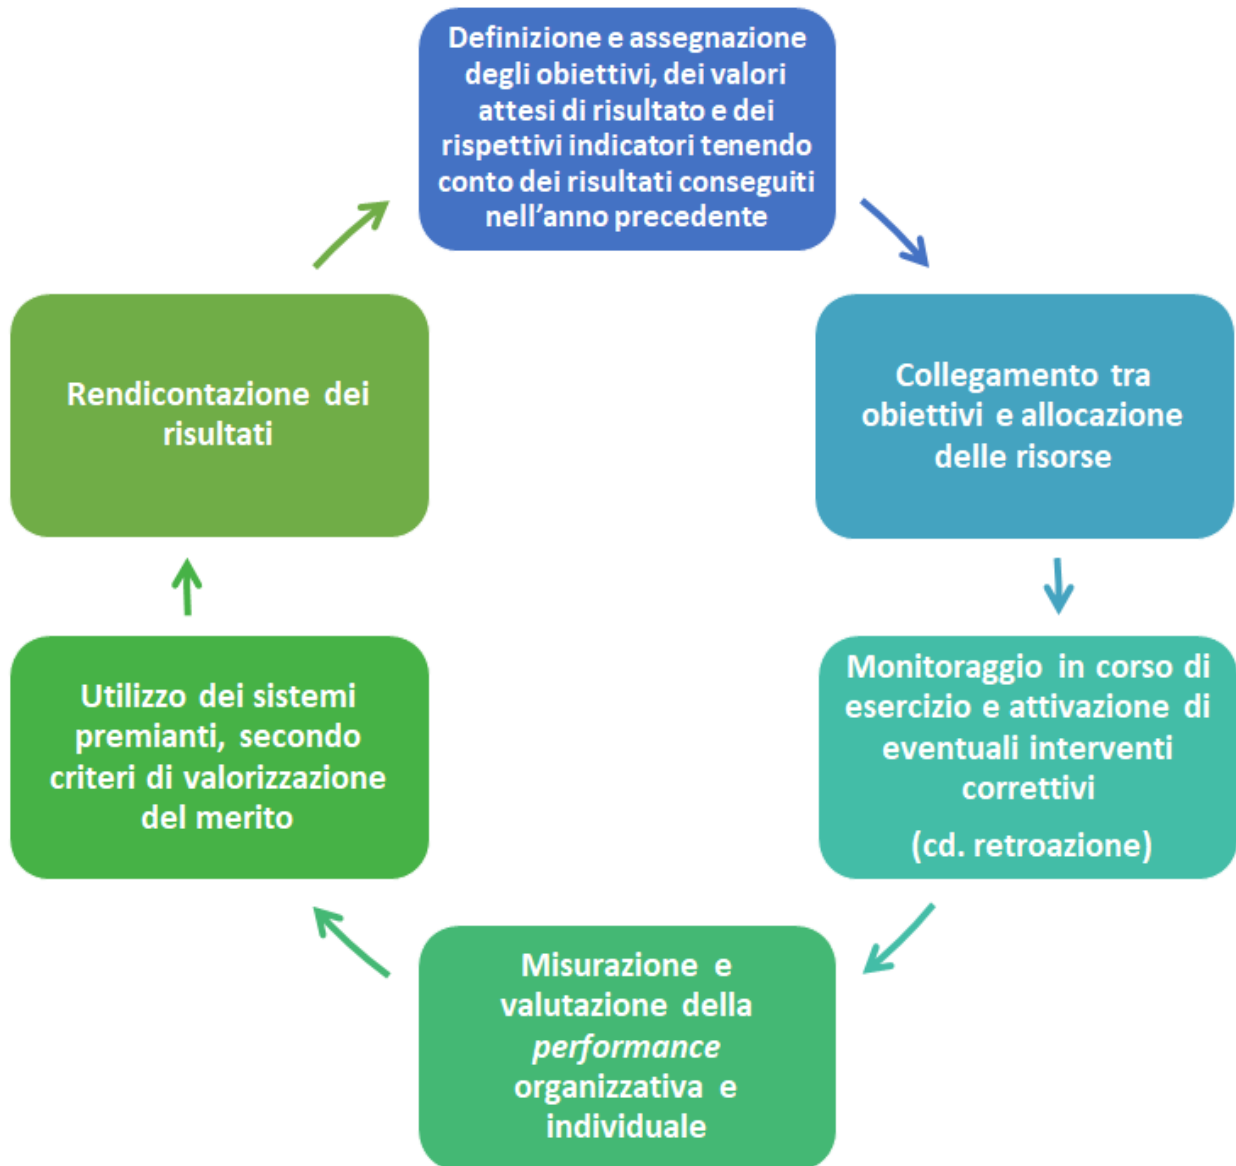 Definizione e assegnazione
degli obiettivi, dei valori
attesi di risultato e dei
rispettivi indicatori tenendo
conto dei risultati conseguiti
nell’anno precedente
Collegamento tra
obiettivi e allocazione
delle risorse
Monitoraggio in corso di
esercizio e attivazione di
eventuali interventi
correttivi
(cd. retroazione)
Misurazione e
valutazione della
performance
organizzativa e
individuale
Utilizzo dei sistemi
premianti, secondo
criteri di valorizzazione
del merito
Rendicontazione dei
risultati